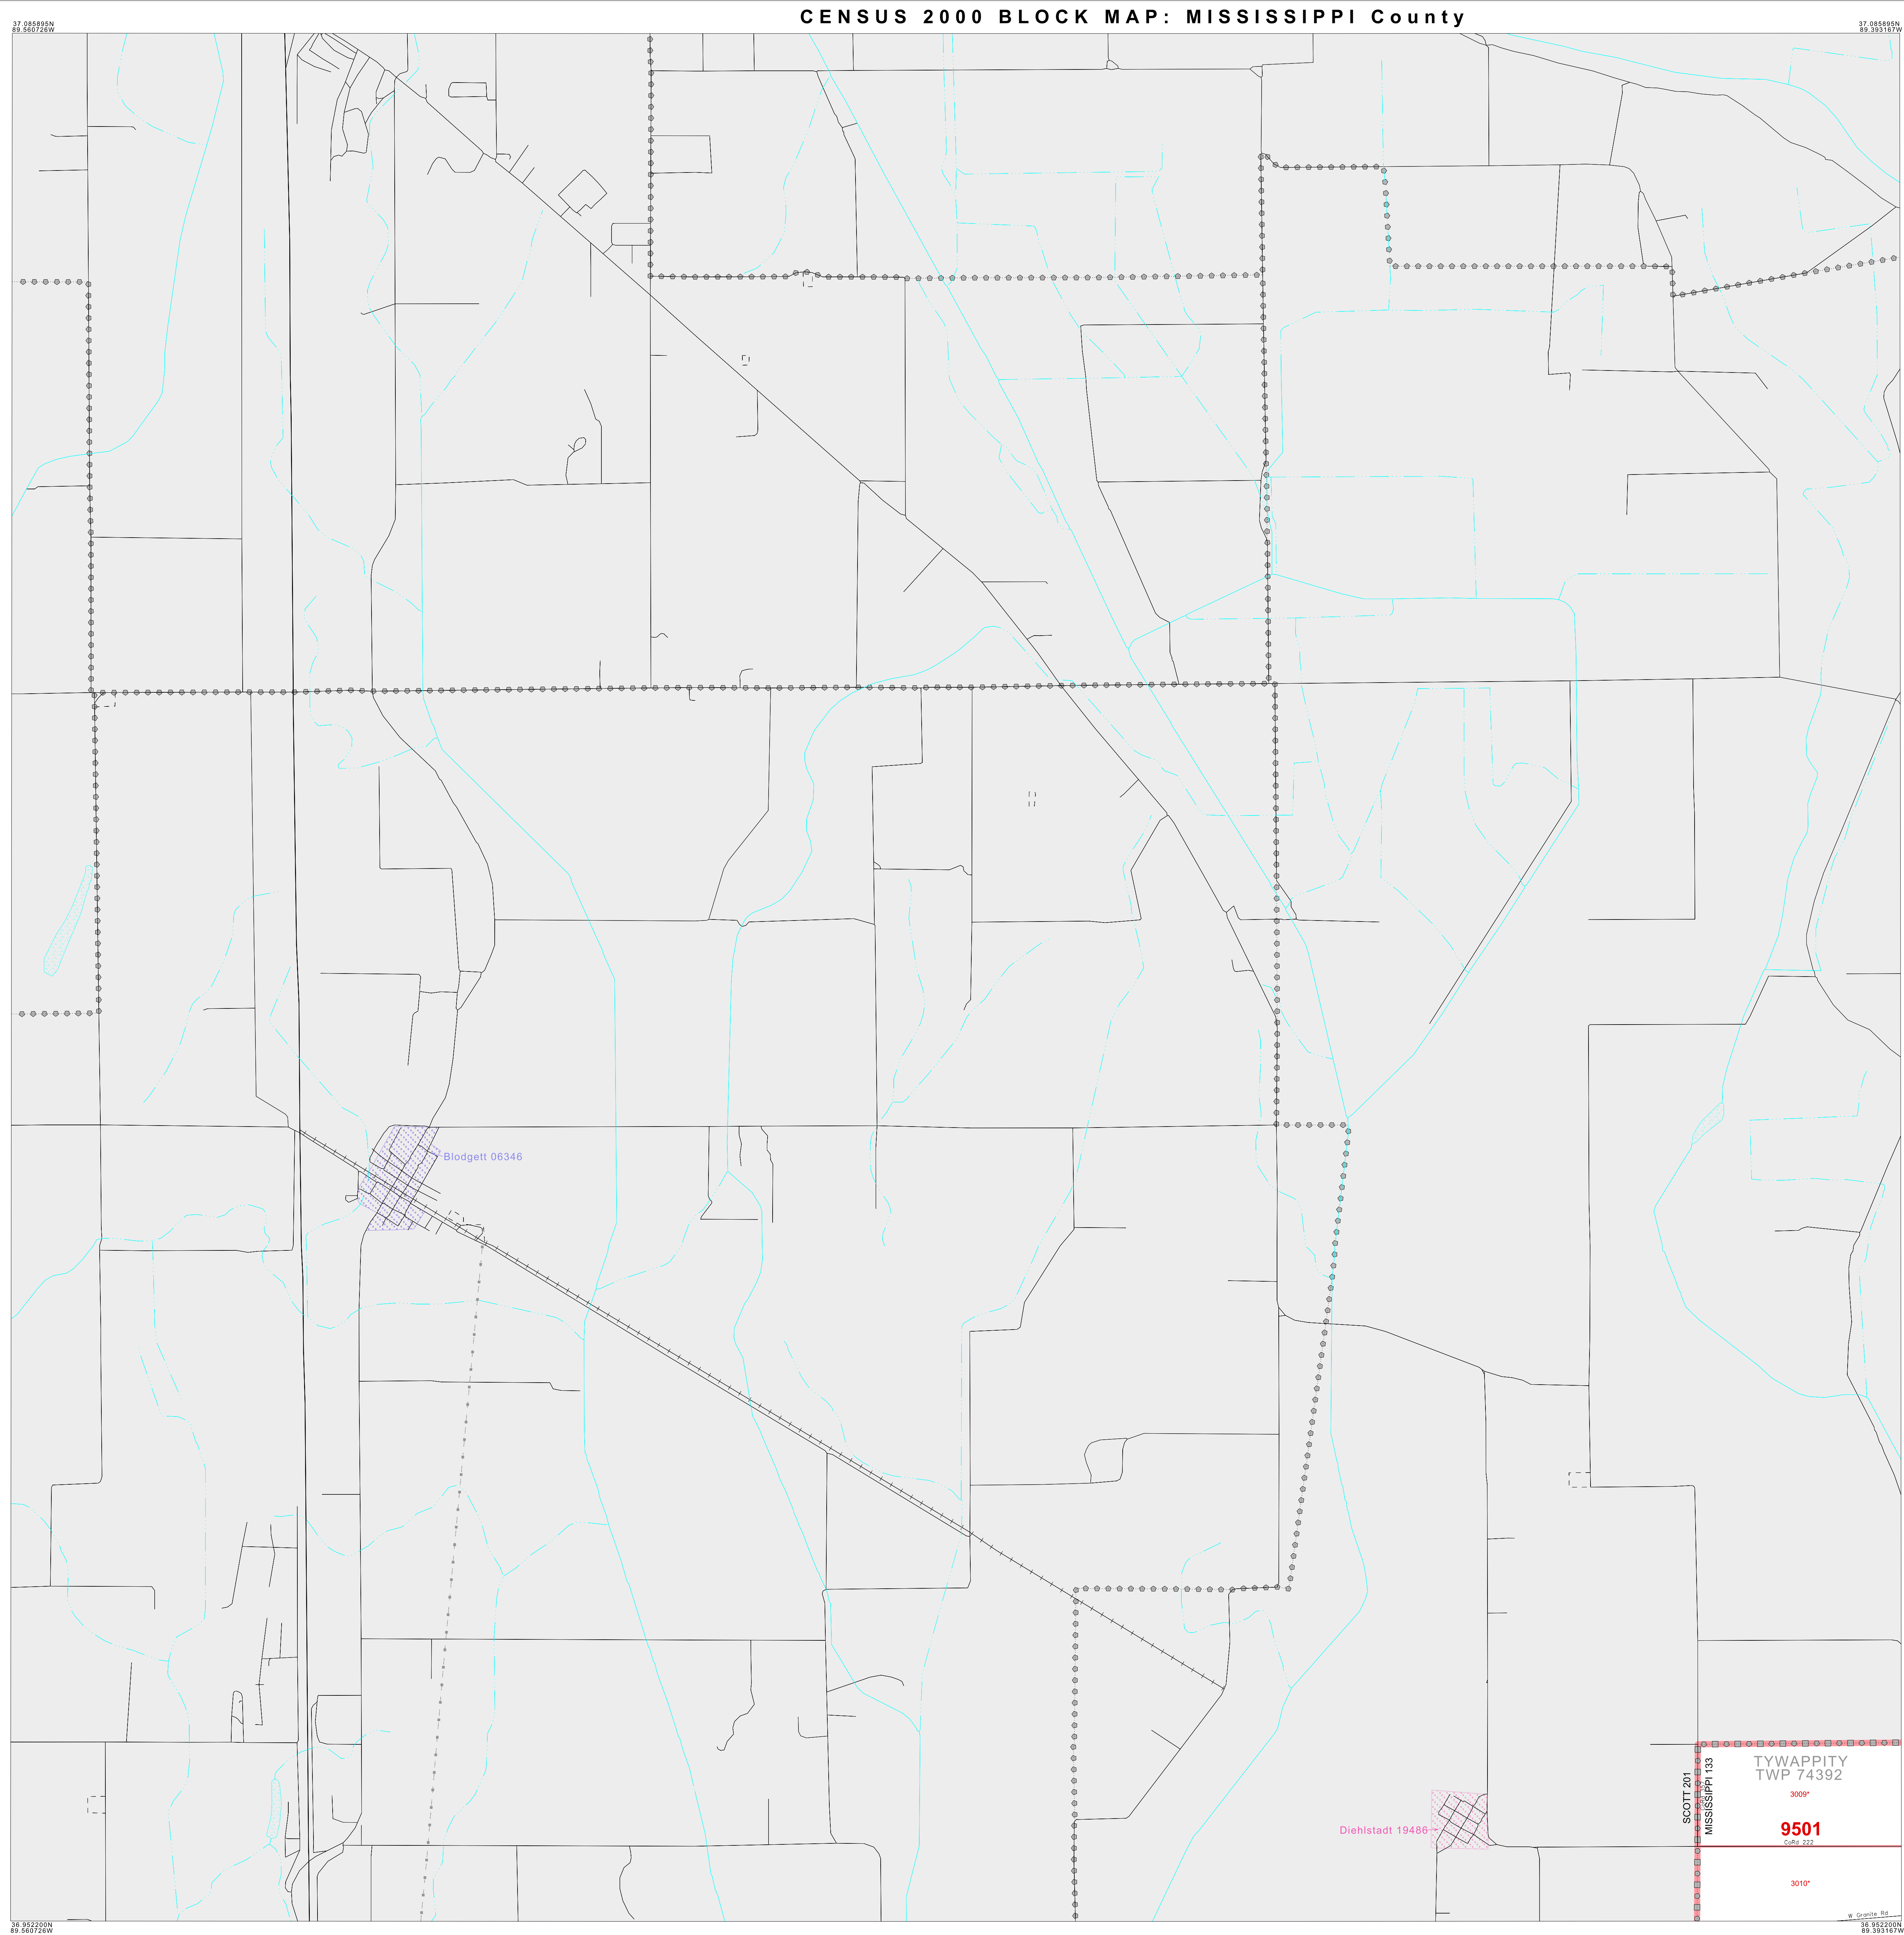 CENSUS 2000 BLOCK MAP: MISSISSIPPI County
37.085895N
89.560726W
37.085895N
89.393167W
Blodgett 06346
TYWAPPITY
TWP 74392
SCOTT 201
MISSISSIPPI 133
3009*
9501
CoRd 222
Diehlstadt 19486
3010*
W Granite Rd
36.952200N
89.560726W
36.952200N
89.393167W